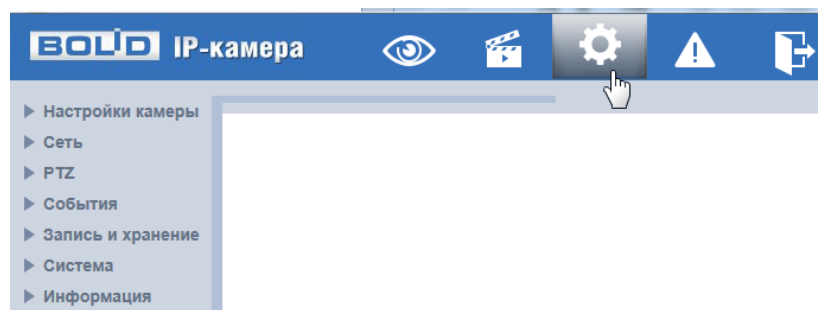 BOLID IP-камера
Настройки камеры
Сеть
PTZ
События
Запись и хранение
Система
Информация